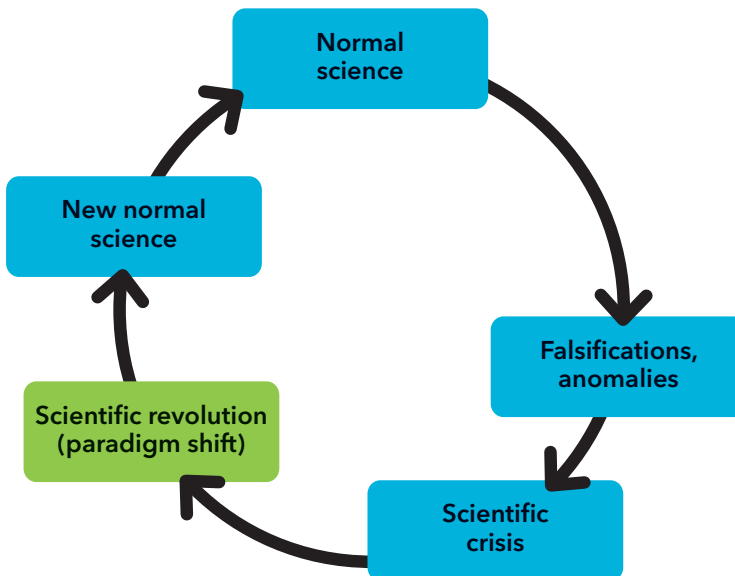 Normal
science
Falsifications,
anomalies
Scientific
crisis
Scientific revolution
(paradigm shift)
New normal
science